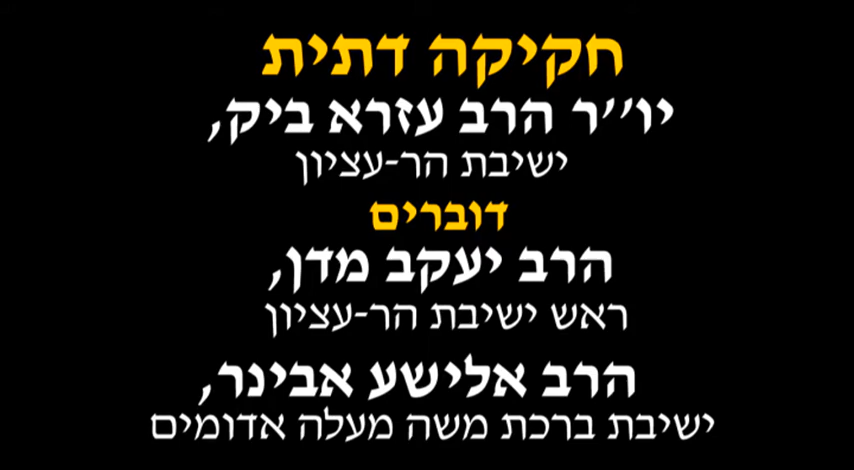 חקיקה דתית
יו''ר הרב עזרא ביק,
ישיבת הר-עציון
דוברים
הרב יעקב מדן,
ראש ישיבת הר-עציון
הרב אלישע אבינר,
ישיבת ברכת משה מעלה אדומים